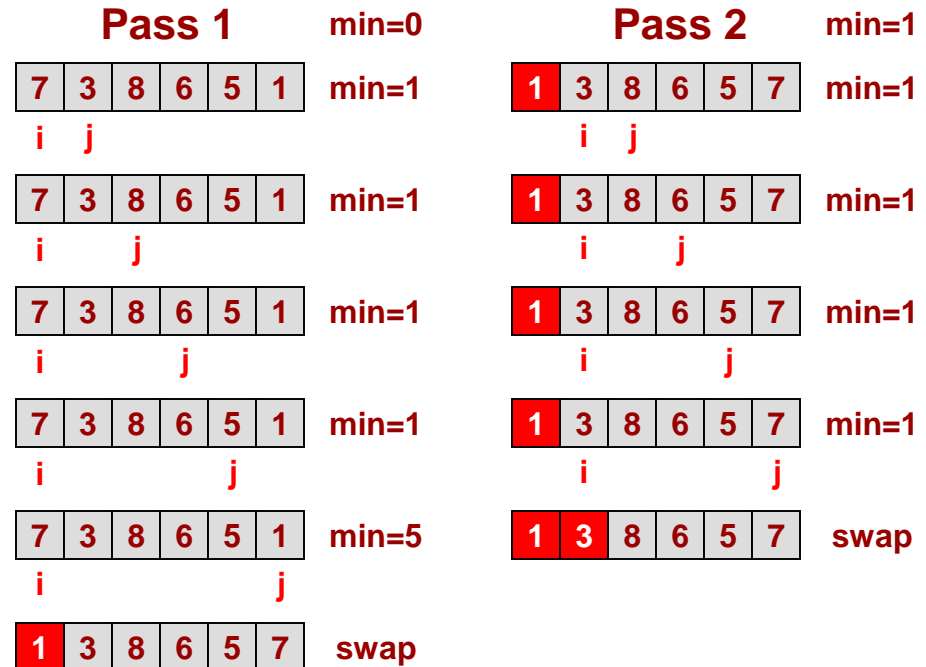 Pass 1 min=0
7 3 8 6 5 1 min=1
i j
7 3 8 6 5 1 min=1
i j
7 3 8 6 5 1 min=1
i j
7 3 8 6 5 1 min=1
i j
7 3 8 6 5 1 min=5
i j
1 3 8 6 5 7 swap
Pass 2 min=1
1 3 8 6 5 7 min=1
i j
1 3 8 6 5 7 min=1
i j
1 3 8 6 5 7 min=1
i j
1 3 8 6 5 7 min=1
i j
1 3 8 6 5 7 swap